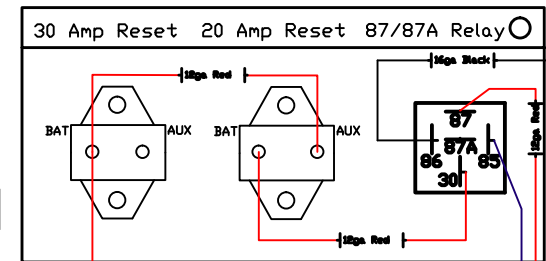 30 Amp Reset 20 Amp Reset 87/87A Relay
12ga Red
16ga Black
BAT
AUX
BAT
AUX
87
87A
86
85
30
12ga Red
12ga Red